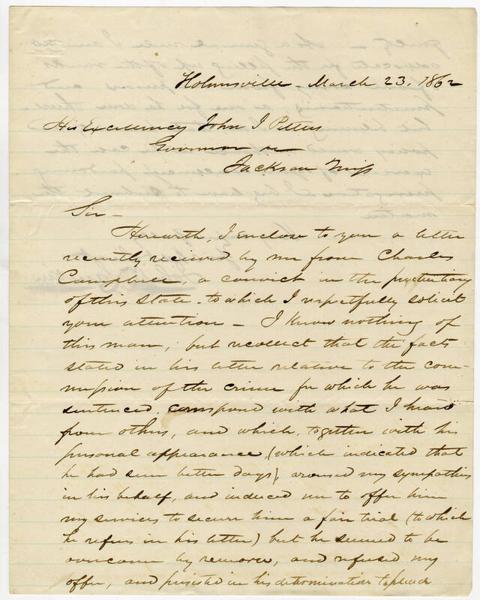 Holmesville - March 23. 1862
His Excellency John J Pettus
Governor &c
Jackson Miss
Sir -
Herewith, I enclose to you a letter
recently received by me from Charles
Campbell, a convict in the penitentiary
of this State - to which I respectfully solicit
your attention - I know nothing of
this man, but recollect that the facts
stated in his letter relative to the com-
mission of the crime for which he was
sentenced, correspond with what I heard
from others, and which, together with his
personal appearance, (which indicated that
he had seen better days), aroused my sympathies
in his behalf, and induced me to offer him
my services to secure him a fair trial (to which
he refers in his letter) but he seemed to be
overcome by remorse, and refused my
offer, and persisted in his determination to plead